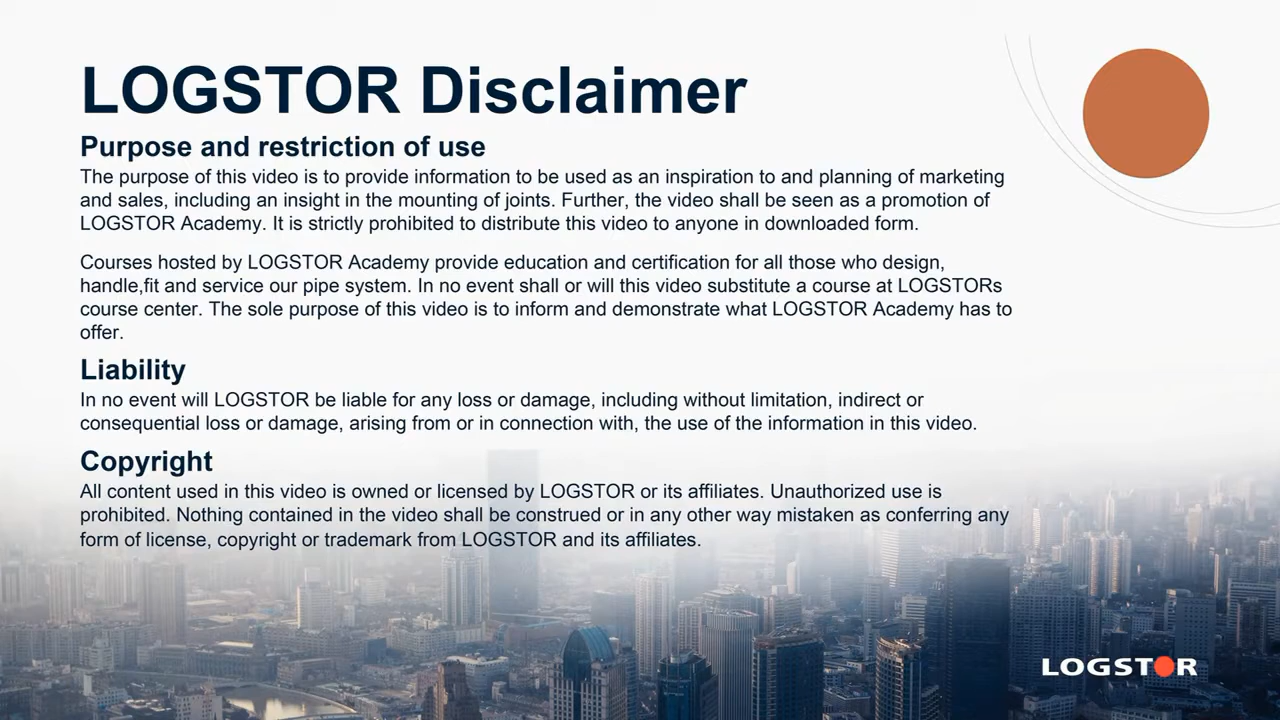 LOGSTOR Disclaimer
Purpose and restriction of use
The purpose of this video is to provide information to be used as an inspiration to and planning of marketing
and sales, including an insight in the mounting of joints. Further, the video shall be seen as a promotion of
LOGSTOR Academy. It is strictly prohibited to distribute this video to anyone in downloaded form.
Courses hosted by LOGSTOR Academy provide education and certification for all those who design,
handle,fit and service our pipe system. In no event shall or will this video substitute a course at LOGSTORs
course center. The sole purpose of this video is to inform and demonstrate what LOGSTOR Academy has to
offer.
Liability
In no event will LOGSTOR be liable for any loss or damage, including without limitation, indirect or
consequential loss or damage, arising from or in connection with, the use of the information in this video.
Copyright
All content used in this video is owned or licensed by LOGSTOR or its affiliates. Unauthorized use is
prohibited. Nothing contained in the video shall be construed or in any other way mistaken as conferring any
form of license, copyright or trademark from LOGSTOR and its affiliates.
LOGSTOR